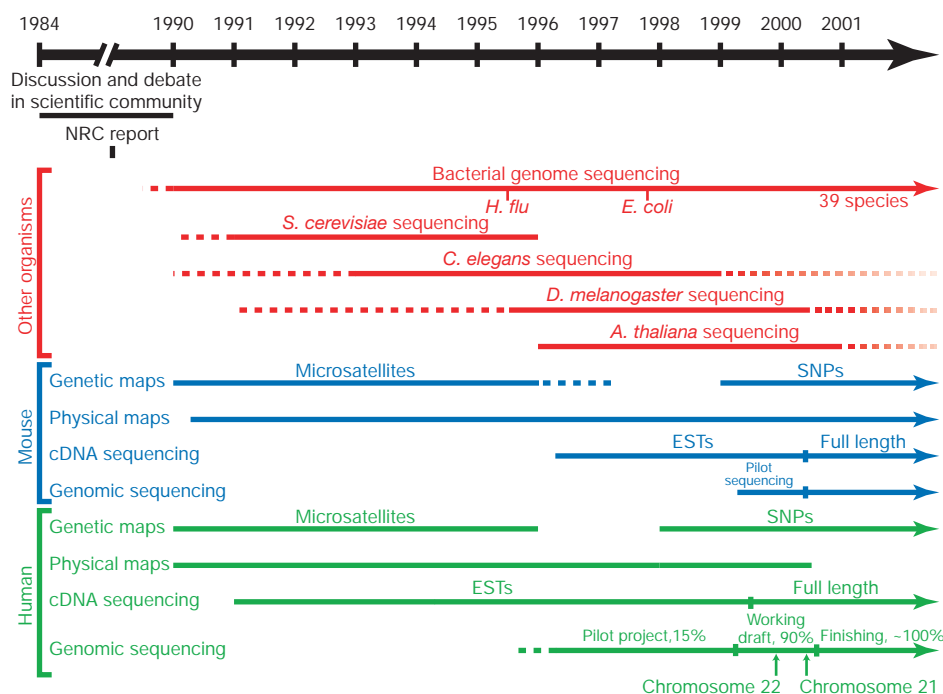 1984 1990 1991 1992 1993 1994 1995 1996 1997 1998 1999 2000 2001
Discussion and debate
in scientific community
NRC report
Other organisms
Bacterial genome sequencing
H. flu
E. coli
39 species
S. cerevisiae sequencing
C. elegans sequencing
D. melanogaster sequencing
A. thaliana sequencing
Mouse
Genetic maps
Microsatellites
SNPs
Physical maps
cDNA sequencing
ESTs
Full length
Genomic sequencing
Pilot
sequencing
Human
Genetic maps
Microsatellites
SNPs
Physical maps
cDNA sequencing
ESTs
Full length
Genomic sequencing
Pilot project,15%
Working
draft, 90%
Finishing, ~100%
Chromosome 22
Chromosome 21